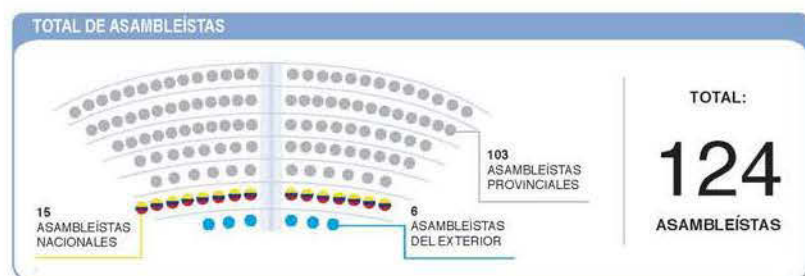 TOTAL DE ASAMBLEÍSTAS
103
ASAMBLEÍSTAS
PROVINCIALES
15
ASAMBLEÍSTAS
NACIONALES
6
ASAMBLEÍSTAS
DEL EXTERIOR
TOTAL:
124
ASAMBLEÍSTAS